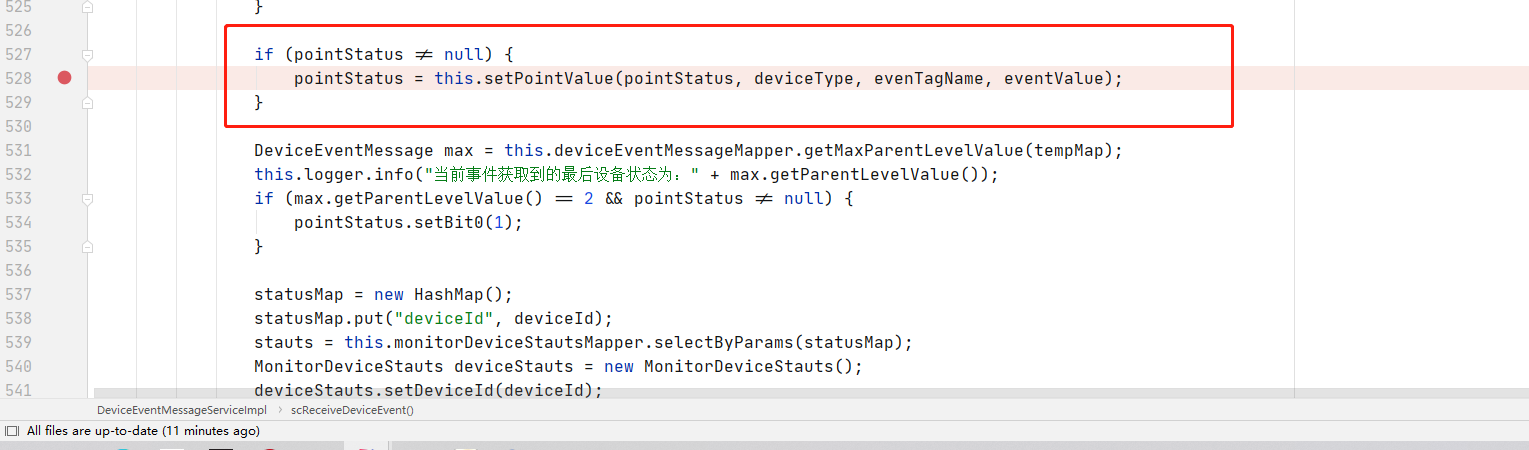 525 }
526
527 if (pointStatus ≠ null) {
528 pointStatus = this.setPointValue(pointStatus, deviceType, evenTagName, eventValue);
529 }
530
531 DeviceEventMessage max = this.deviceEventMessageMapper.getMaxParentLevelValue(tempMap);
532 this.logger.info("当前事件获取到的最后设备状态为：" + max.getParentLevelValue());
533 if (max.getParentLevelValue() == 2 && pointStatus ≠ null) {
534 pointStatus.setBit0(1);
535 }
536
537 statusMap = new HashMap();
538 statusMap.put("deviceId", deviceId);
539 stauts = this.monitorDeviceStautsMapper.selectByParams(statusMap);
540 MonitorDeviceStauts deviceStauts = new MonitorDeviceStauts();
541 deviceStauts.setDeviceId(deviceId);
DeviceEventMessageServiceImpl › scReceiveDeviceEvent()
All files are up-to-date (11 minutes ago)